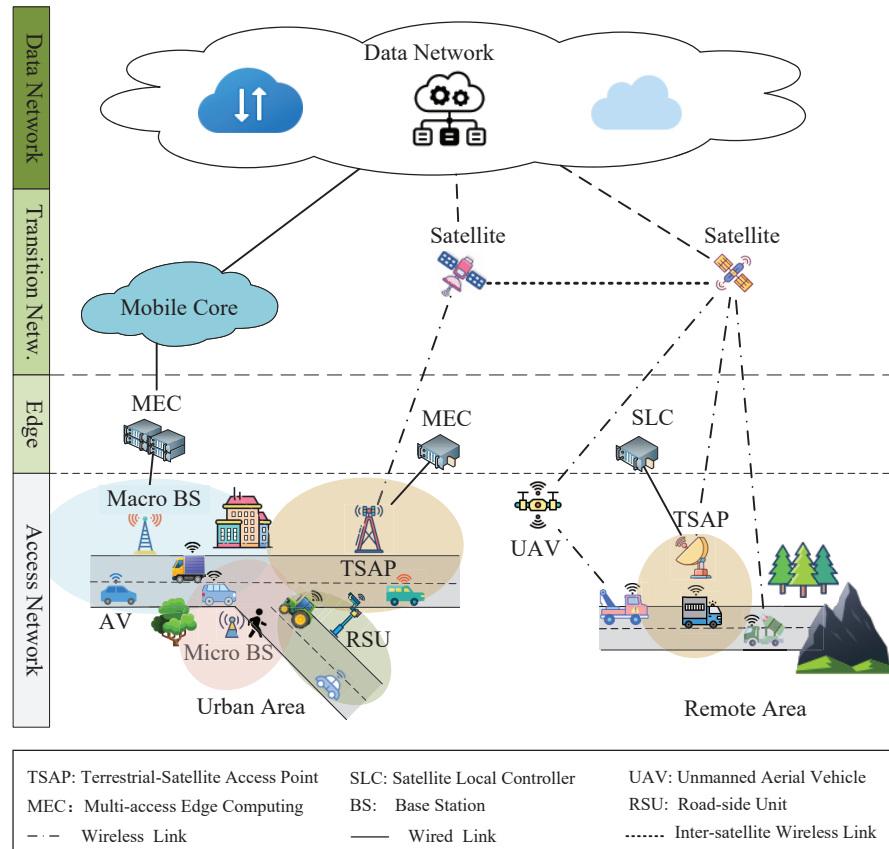 Data Network
Data Network
Transition Netw.
Satellite
Satellite
Mobile Core
Edge
MEC
MEC
SLC
Access Network
Macro BS
TSAP
UAV
TSAP
AV
Micro BS
RSU
Urban Area
Remote Area
TSAP: Terrestrial-Satellite Access Point
SLC: Satellite Local Controller
UAV: Unmanned Aerial Vehicle
MEC: Multi-access Edge Computing
BS: Base Station
RSU: Road-side Unit
Wireless Link
Wired Link
Inter-satellite Wireless Link